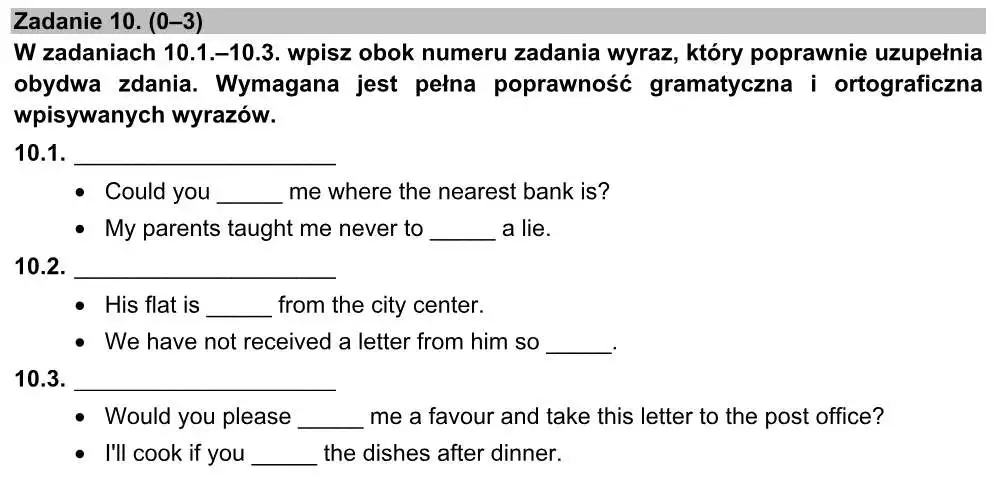 Zadanie 10. (0–3)
W zadaniach 10.1.–10.3. wpisz obok numeru zadania wyraz, który poprawnie uzupełnia
obydwa zdania. Wymagana jest pełna poprawność gramatyczna i ortograficzna
wpisywanych wyrazów.
10.1. ____________________
• Could you _____ me where the nearest bank is?
• My parents taught me never to _____ a lie.
10.2. ____________________
• His flat is _____ from the city center.
• We have not received a letter from him so _____.
10.3. ____________________
• Would you please _____ me a favour and take this letter to the post office?
• I'll cook if you _____ the dishes after dinner.